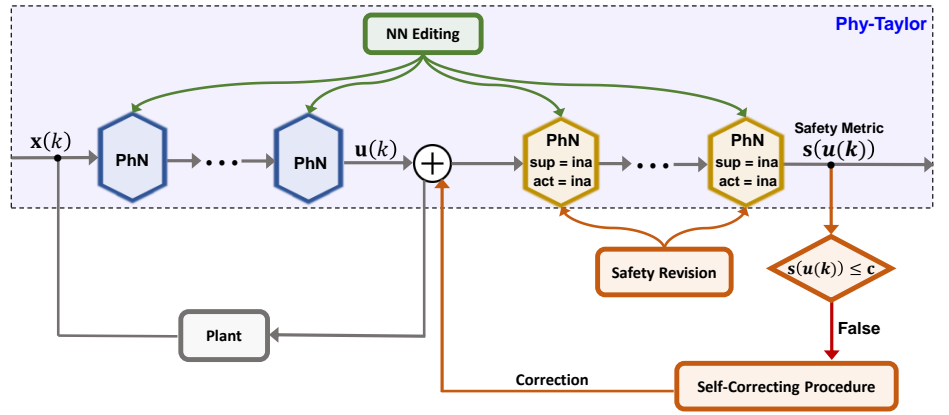 Phy-Taylor
NN Editing
x(k)
PhN
PhN
u(k)
PhN
sup = ina
act = ina
PhN
sup = ina
act = ina
Safety Metric
s(u(k))
Safety Revision
s(u(k)) ≤ c
Plant
False
Correction
Self-Correcting Procedure